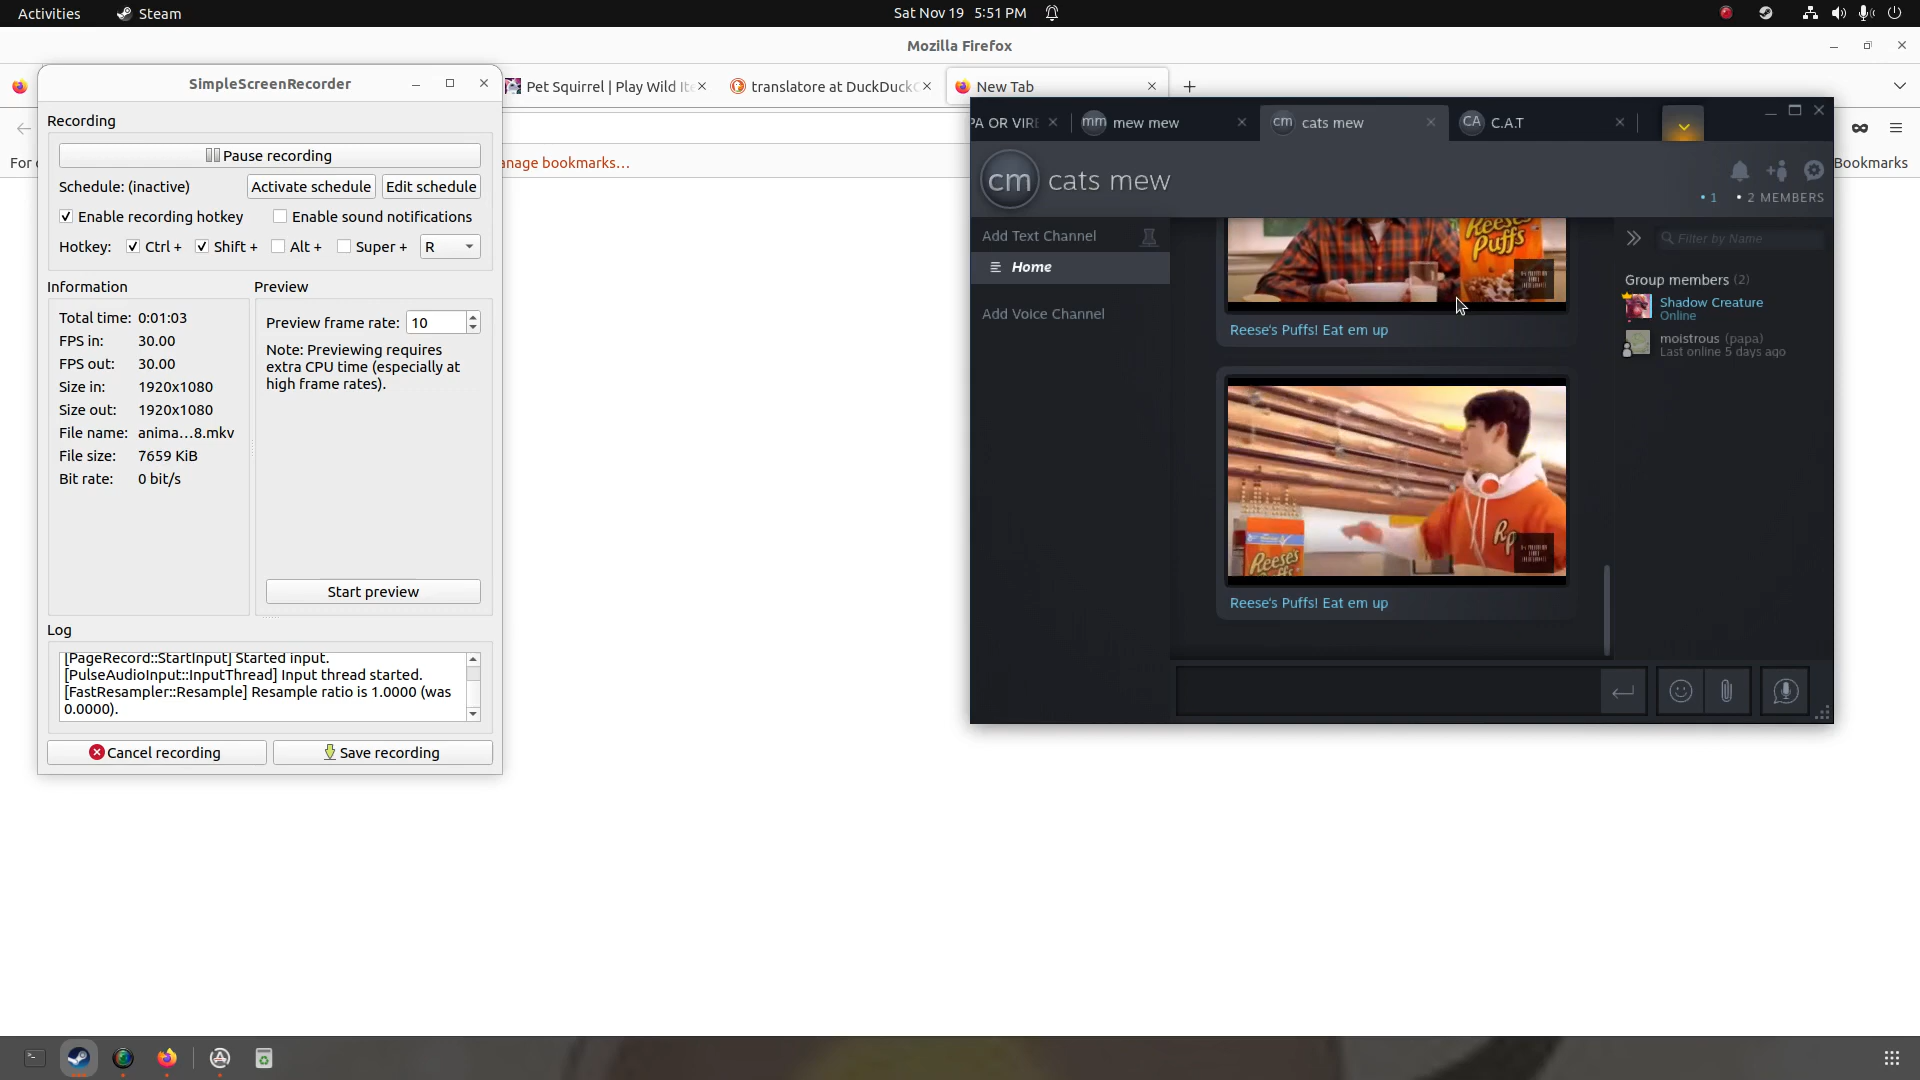 Activities
Steam
Sat Nov 19 5:51 PM
Mozilla Firefox
SimpleScreenRecorder
Pet Squirrel | Play Wild Ite
translatore at DuckDuckG
New Tab
For
anage bookmarks…
Bookmarks
Recording
Pause recording
Schedule: (inactive)
Activate schedule
Edit schedule
Enable recording hotkey
Enable sound notifications
Hotkey:
Ctrl +
Shift +
Alt +
Super +
R
Information
Total time: 0:01:03
FPS in: 30.00
FPS out: 30.00
Size in: 1920x1080
Size out: 1920x1080
File name: anima...8.mkv
File size: 7659 KiB
Bit rate: 0 bit/s
Preview
Preview frame rate: 10
Note: Previewing requires
extra CPU time (especially at
high frame rates).
Start preview
Log
[PageRecord::StartInput] Started input.
[PulseAudioInput::InputThread] Input thread started.
[FastResampler::Resample] Resample ratio is 1.0000 (was
0.0000).
Cancel recording
Save recording
PA OR VIRE
mm
mew mew
cm
cats mew
CA
C.A.T
cm
cats mew
• 1
• 2 MEMBERS
Add Text Channel
Home
Add Voice Channel
Reese's
Puffs
Reese's Puffs! Eat em up
Reese's
Rp
Reese's Puffs! Eat em up
Filter by Name
Group members (2)
Shadow Creature
Online
moistrous (papa)
Last online 5 days ago